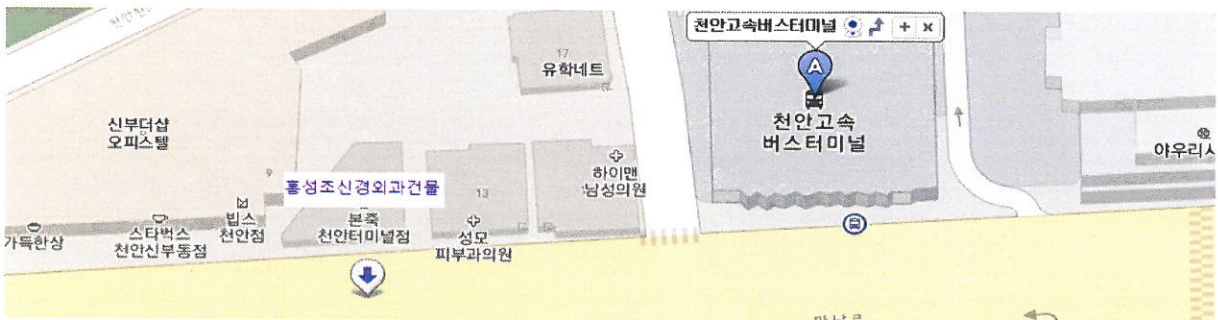 천안고속버스터미널
17
유학네트
신부더샵
오피스텔
천안고속
버스터미널
A
야우리시
9
홍성조신경외과건물
13
하이맨
남성의원
가득한상
스타벅스
천안신부동점
빕스
천안점
본죽
천안터미널점
성모
피부과의원